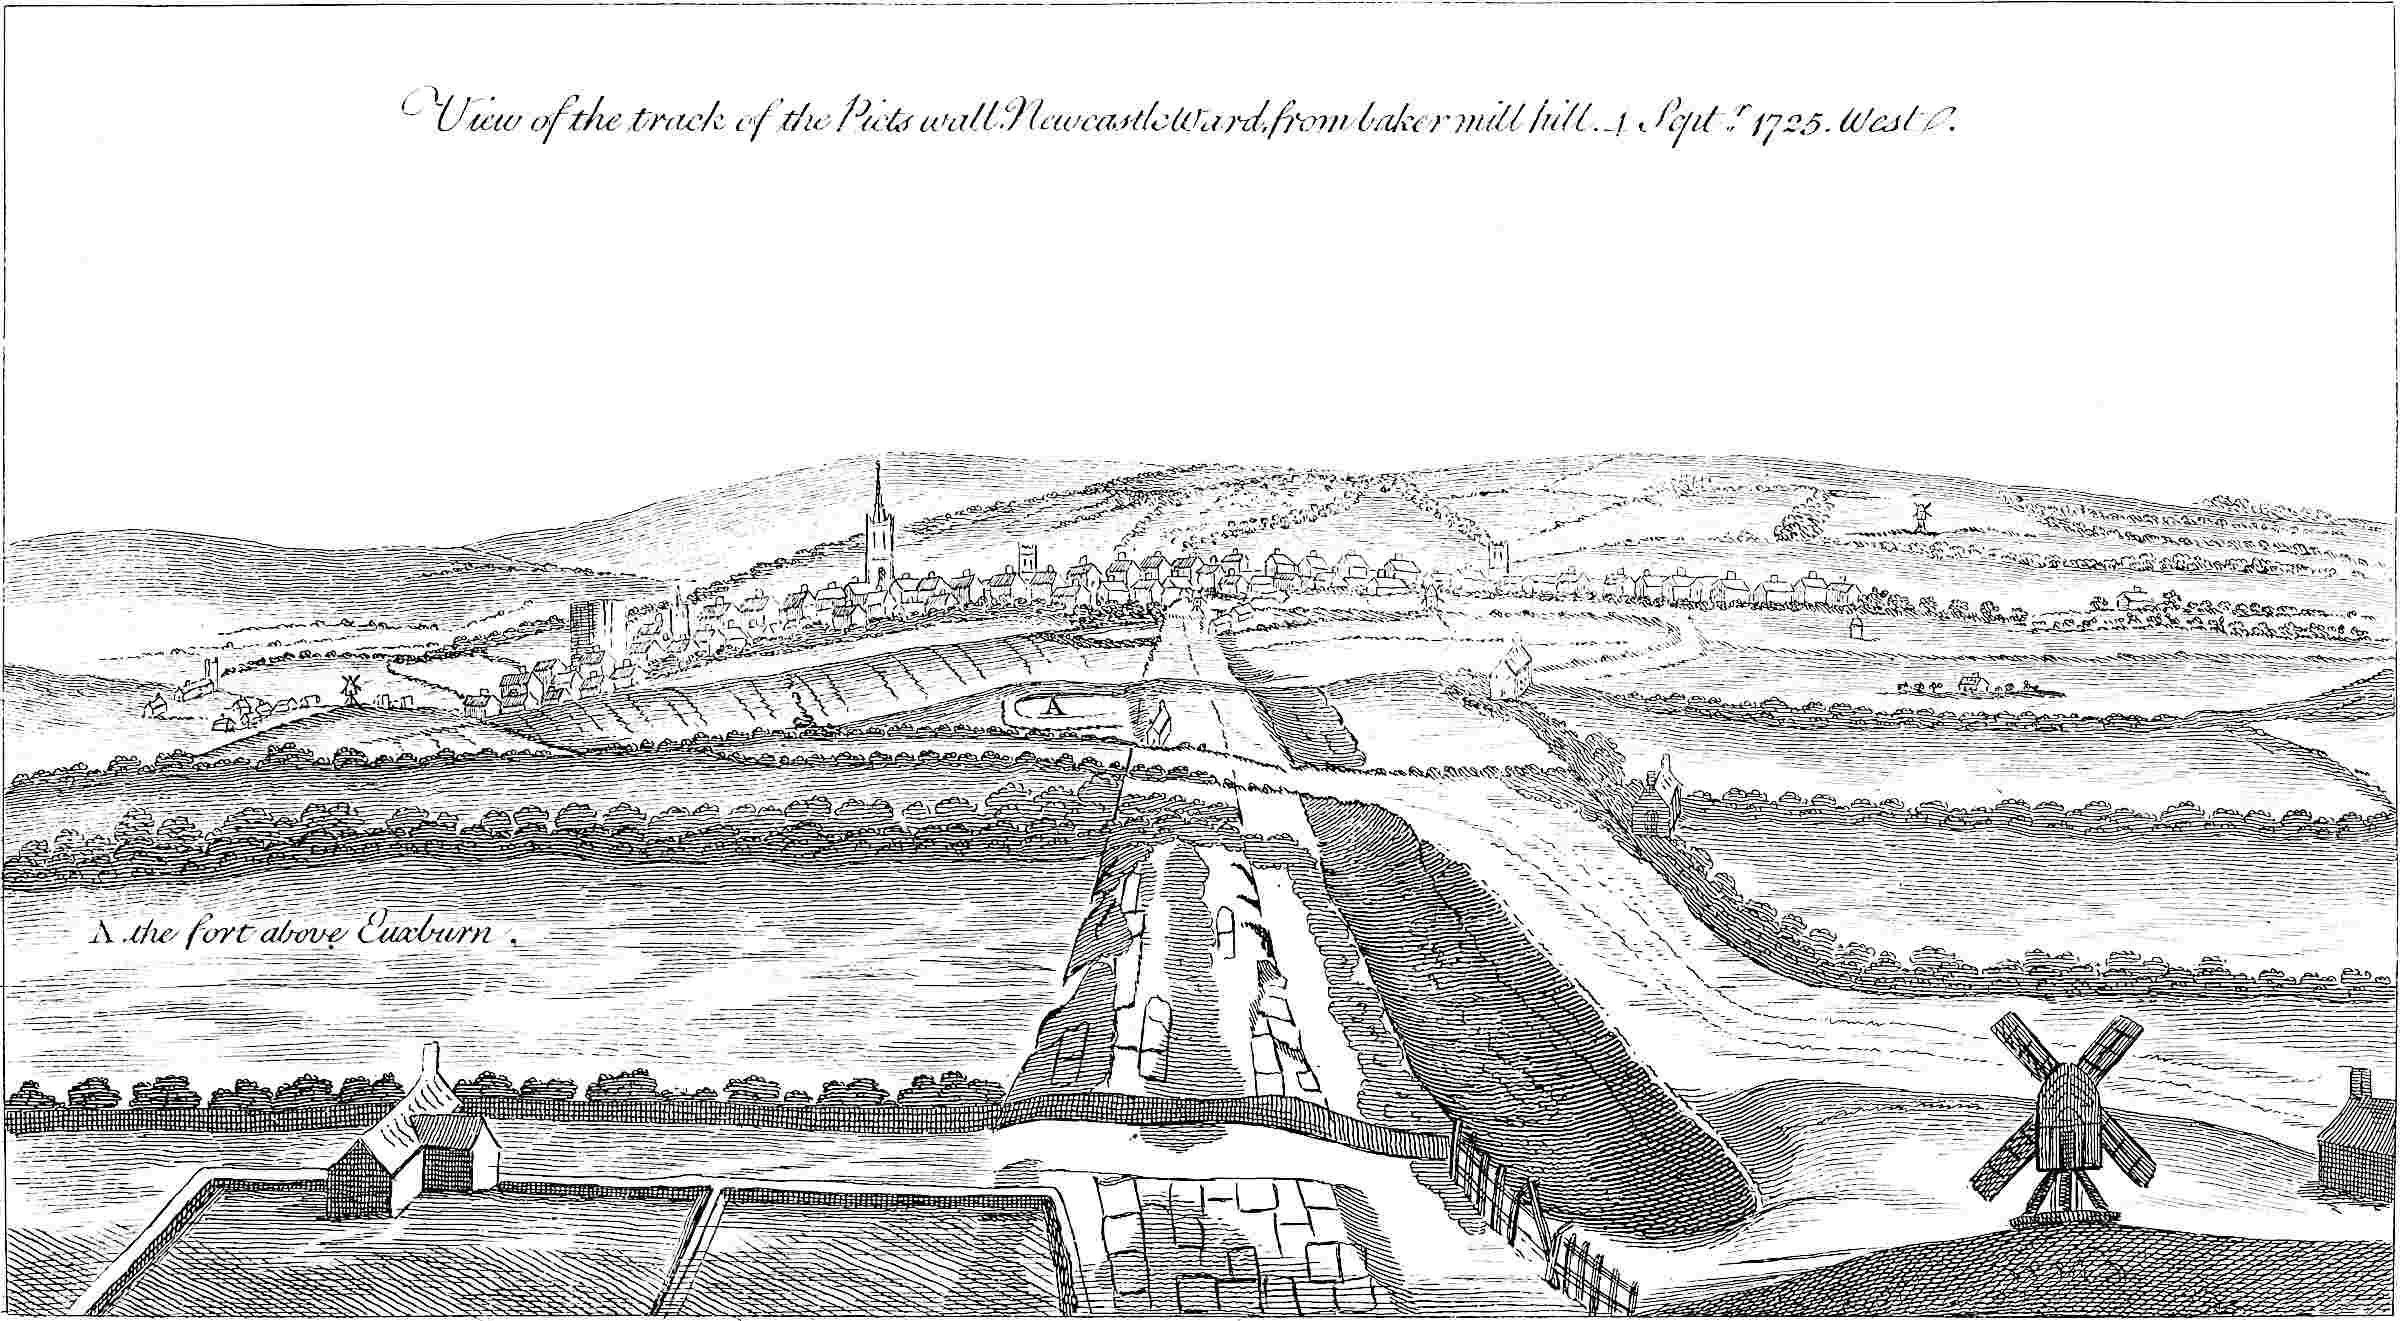 View of the track of the Picts wall, Newcastle Ward, from baker mill hill. 4 Sept.r 1725. West
A
A the fort above Euxburn.